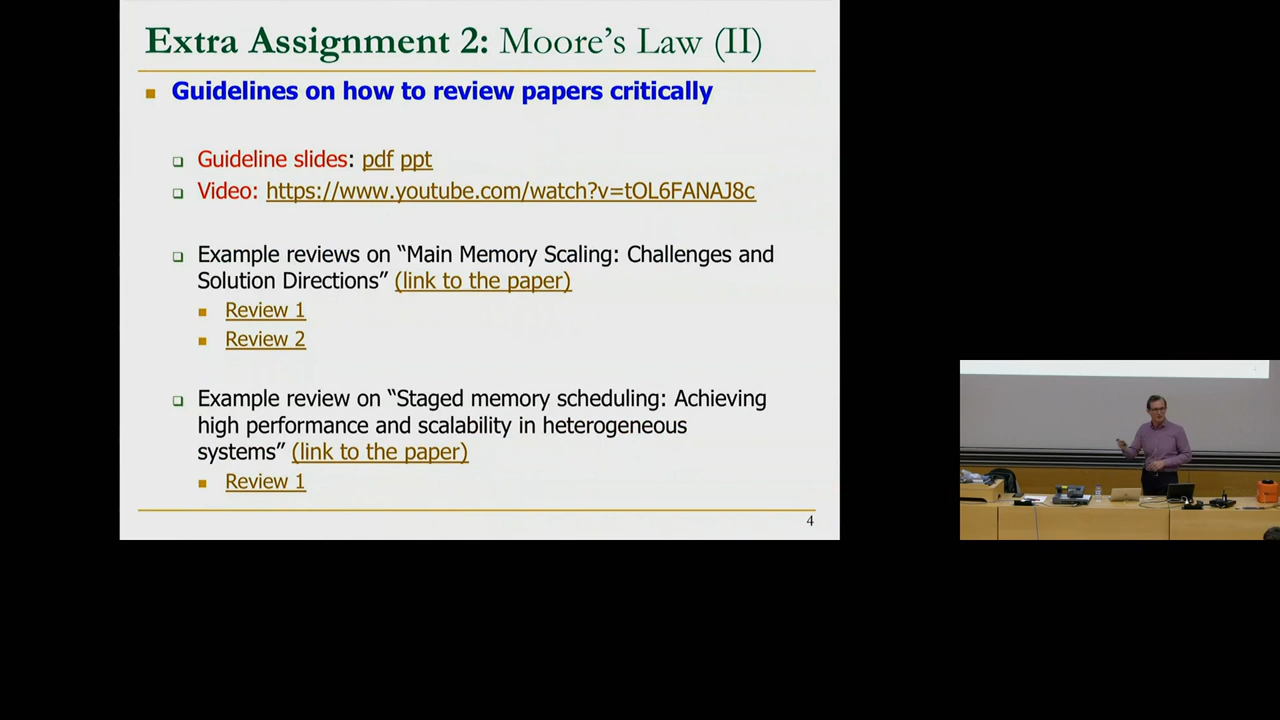 Extra Assignment 2: Moore's Law (II)
Guidelines on how to review papers critically
Guideline slides: pdf ppt
Video: https://www.youtube.com/watch?v=tOL6FANAJ8c
Example reviews on “Main Memory Scaling: Challenges and
Solution Directions” (link to the paper)
Review 1
Review 2
Example review on “Staged memory scheduling: Achieving
high performance and scalability in heterogeneous
systems” (link to the paper)
Review 1
4